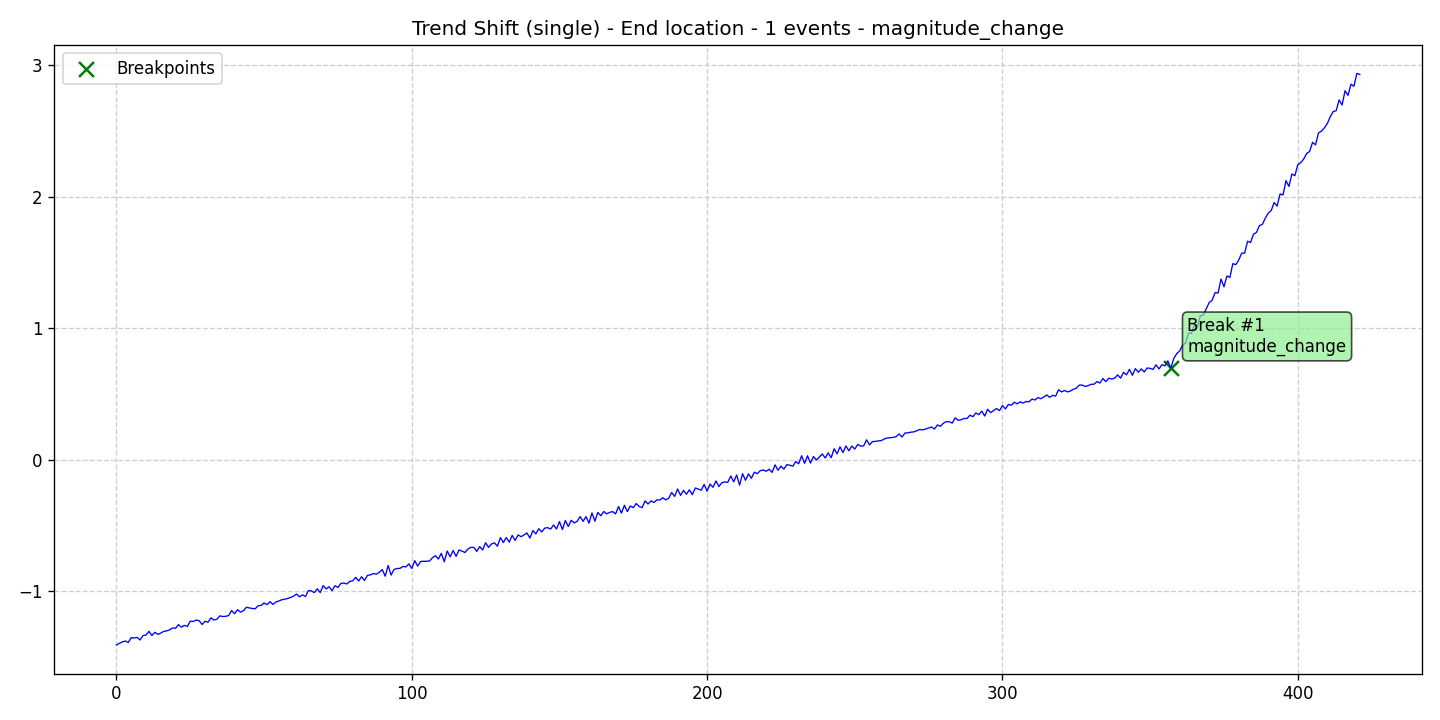 Trend Shift (single) - End location - 1 events - magnitude_change
Breakpoints
3
2
1
0
−1
Break #1
magnitude_change
0
100
200
300
400